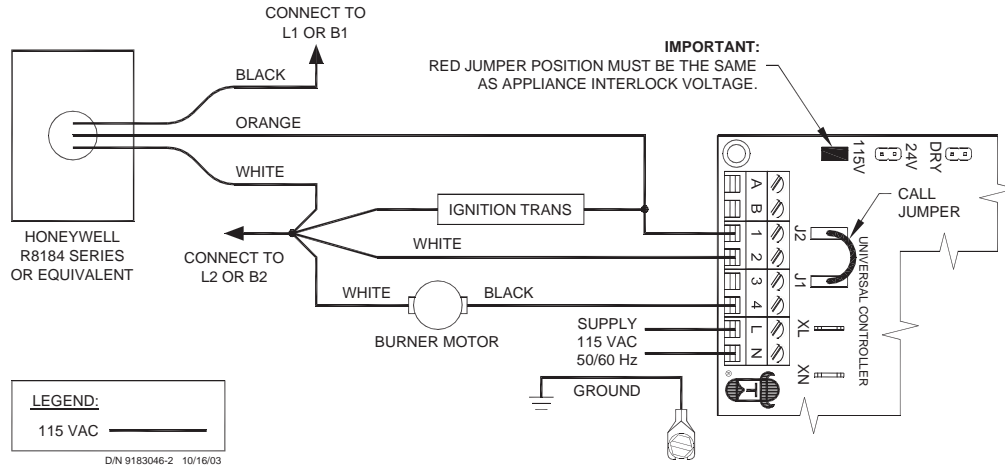 CONNECT TO
L1 OR B1
IMPORTANT:
RED JUMPER POSITION MUST BE THE SAME
AS APPLIANCE INTERLOCK VOLTAGE.
BLACK
ORANGE
WHITE
HONEYWELL
R8184 SERIES
OR EQUIVALENT
IGNITION TRANS
CONNECT TO
L2 OR B2
WHITE
WHITE
BLACK
BURNER MOTOR
SUPPLY
115 VAC
50/60 Hz
GROUND
115V
24V
DRY
CALL
JUMPER
A
B
1
2
3
4
L
N
J2
J1
UNIVERSAL CONTROLLER
XL
XN
®
T
LEGEND:
115 VAC
D/N 9183046-2 10/16/03